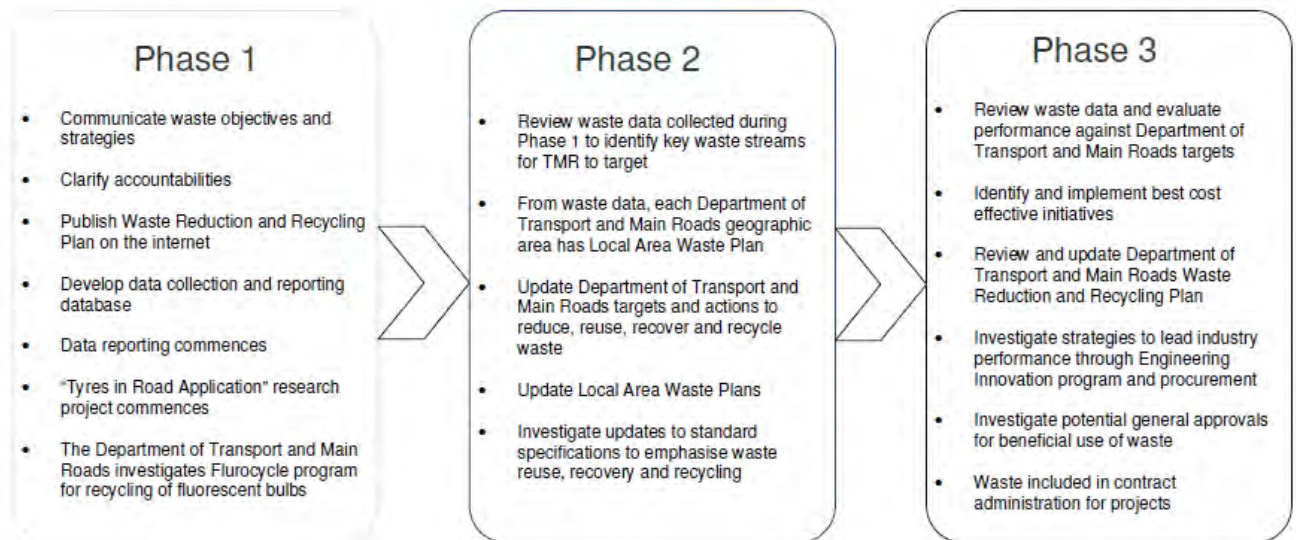 Phase 1
• Communicate waste objectives and
strategies
• Clarify accountabilities
• Publish Waste Reduction and Recycling
Plan on the internet
• Develop data collection and reporting
database
• Data reporting commences
• "Tyres in Road Application" research
project commences
• The Department of Transport and Main
Roads investigates Flurocycle program
for recycling of fluorescent bulbs
Phase 2
• Review waste data collected during
Phase 1 to identify key waste streams
for TMR to target
• From waste data, each Department of
Transport and Main Roads geographic
area has Local Area Waste Plan
• Update Department of Transport and
Main Roads targets and actions to
reduce, reuse, recover and recycle
waste
• Update Local Area Waste Plans
• Investigate updates to standard
specifications to emphasise waste
reuse, recovery and recycling
Phase 3
• Review waste data and evaluate
performance against Department of
Transport and Main Roads targets
• Identify and implement best cost
effective initiatives
• Review and update Department of
Transport and Main Roads Waste
Reduction and Recycling Plan
• Investigate strategies to lead industry
performance through Engineering
Innovation program and procurement
• Investigate potential general approvals
for beneficial use of waste
• Waste included in contract
administration for projects